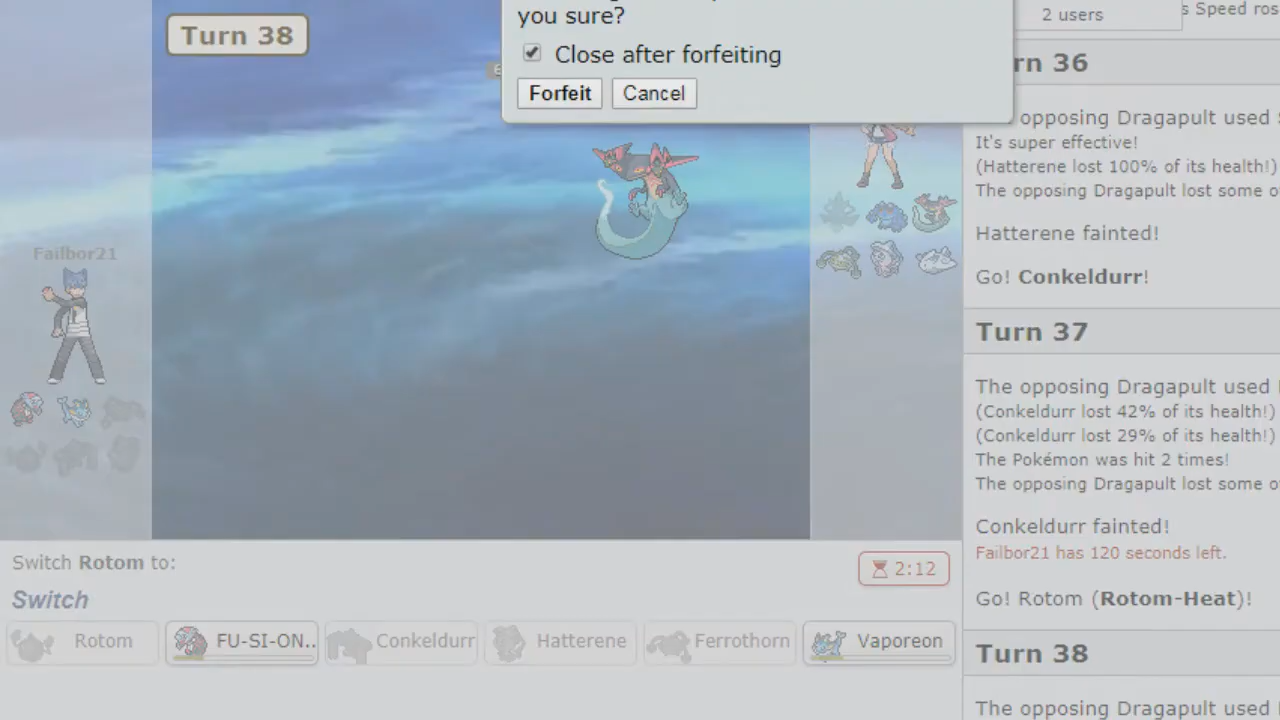 you sure?
Close after forfeiting
Forfeit
Cancel
2 users
s Speed ros
Turn 38
rn 36
opposing Dragapult used
It's super effective!
(Hatterene lost 100% of its health!)
The opposing Dragapult lost some o
Hatterene fainted!
Go! Conkeldurr!
Turn 37
The opposing Dragapult used
(Conkeldurr lost 42% of its health!)
(Conkeldurr lost 29% of its health!)
The Pokémon was hit 2 times!
The opposing Dragapult lost some o
Conkeldurr fainted!
Failbor21 has 120 seconds left.
Go! Rotom (Rotom-Heat)!
Turn 38
The opposing Dragapult used
Failbor21
Switch Rotom to:
2:12
Switch
Rotom
FU-SI-ON..
Conkeldurr
Hatterene
Ferrothorn
Vaporeon